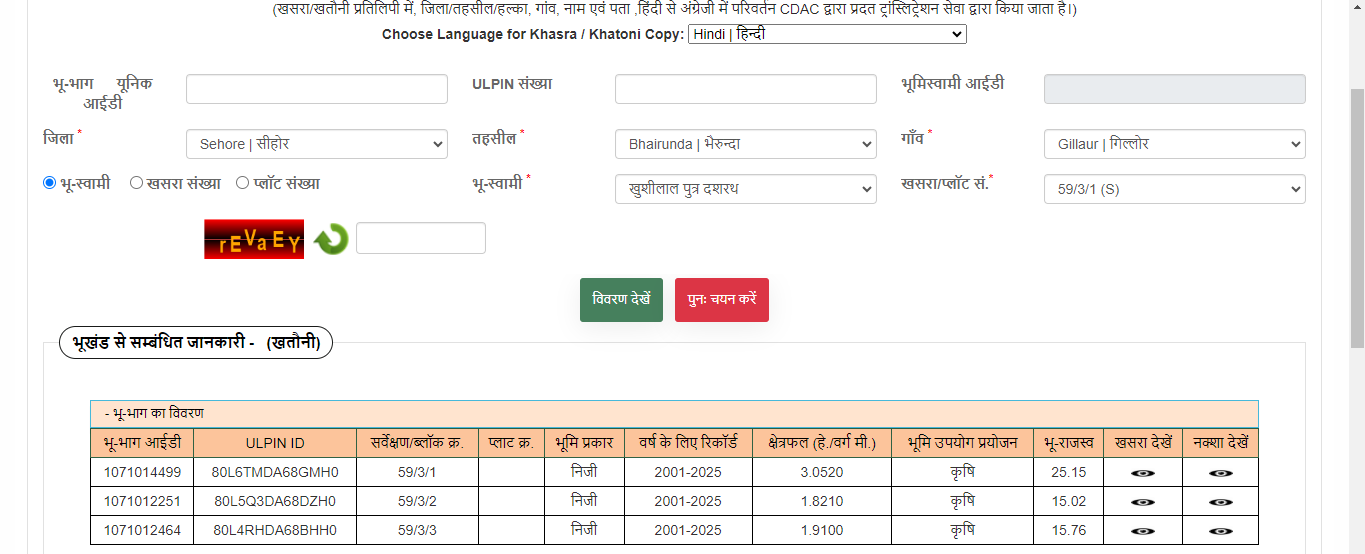 (खसरा/खतौनी प्रतिलिपी में, जिला/तहसील/हल्का, गांव, नाम एवं पता ,हिंदी से अंग्रेजी में परिवर्तन CDAC द्वारा प्रदत ट्रांस्लिट्रेशन सेवा द्वारा किया जाता है।)
Choose Language for Khasra / Khatoni Copy: Hindi | हिन्दी
भू-भाग यूनिक आईडी
ULPIN संख्या
भूमिस्वामी आईडी
जिला * Sehore | सीहोर तहसील * Bhairunda | भैरुन्दा गाँव * Gillaur | गिल्लोर
भू-स्वामी खसरा संख्या प्लॉट संख्या भू-स्वामी * खुशीलाल पुत्र दशरथ खसरा/प्लॉट सं.* 59/3/1 (S)
rEVaEY
विवरण देखें पुनः चयन करें
भूखंड से सम्बंधित जानकारी - (खतौनी)
- भू-भाग का विवरण
भू-भाग आईडी ULPIN ID सर्वेक्षण/ब्लॉक क्र. प्लाट क्र. भूमि प्रकार वर्ष के लिए रिकॉर्ड क्षेत्रफल (हे./वर्ग मी.) भूमि उपयोग प्रयोजन भू-राजस्व खसरा देखें नक्शा देखें
1071014499 80L6TMDA68GMH0 59/3/1 निजी 2001-2025 3.0520 कृषि 25.15
1071012251 80L5Q3DA68DZH0 59/3/2 निजी 2001-2025 1.8210 कृषि 15.02
1071012464 80L4RHDA68BHH0 59/3/3 निजी 2001-2025 1.9100 कृषि 15.76